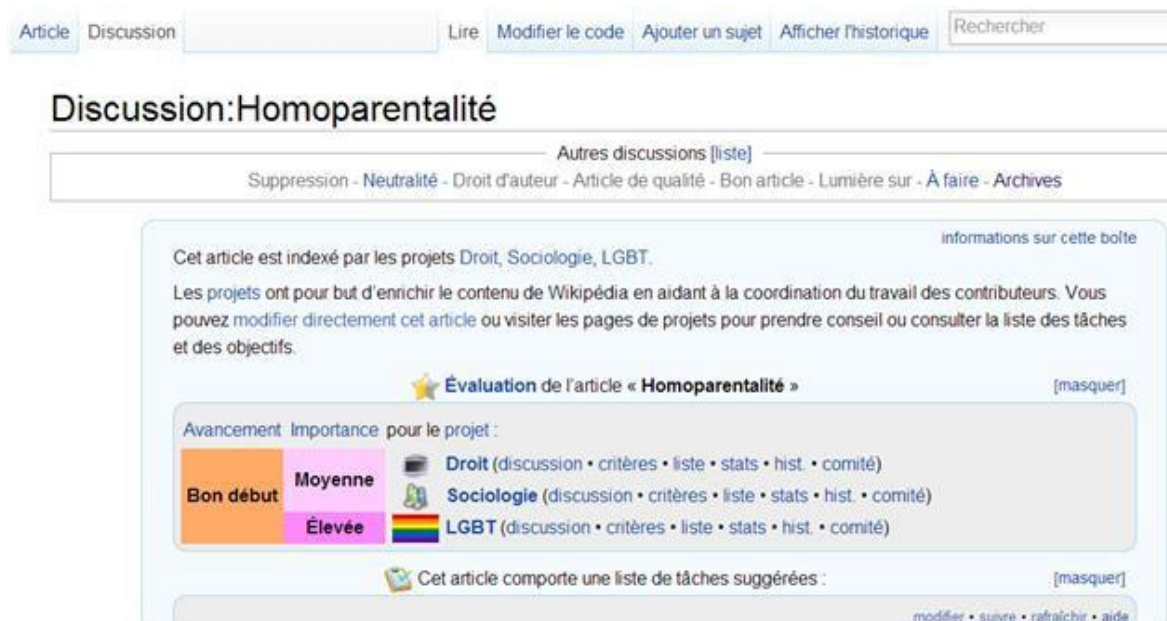 Article Discussion Lire Modifier le code Ajouter un sujet Afficher l'historique Rechercher
Discussion:Homoparentalité
Autres discussions [liste]
Suppression - Neutralité - Droit d'auteur - Article de qualité - Bon article - Lumière sur - À faire - Archives
informations sur cette boîte
Cet article est indexé par les projets Droit, Sociologie, LGBT.
Les projets ont pour but d'enrichir le contenu de Wikipédia en aidant à la coordination du travail des contributeurs. Vous
pouvez modifier directement cet article ou visiter les pages de projets pour prendre conseil ou consulter la liste des tâches
et des objectifs.
Évaluation de l'article « Homoparentalité » [masquer]
Avancement Importance pour le projet :
Bon début Moyenne Droit (discussion • critères • liste • stats • hist. • comité)
Sociologie (discussion • critères • liste • stats • hist. • comité)
Élevée LGBT (discussion • critères • liste • stats • hist. • comité)
Cet article comporte une liste de tâches suggérées : [masquer]
modifier • suivre • rafraîchir • aide